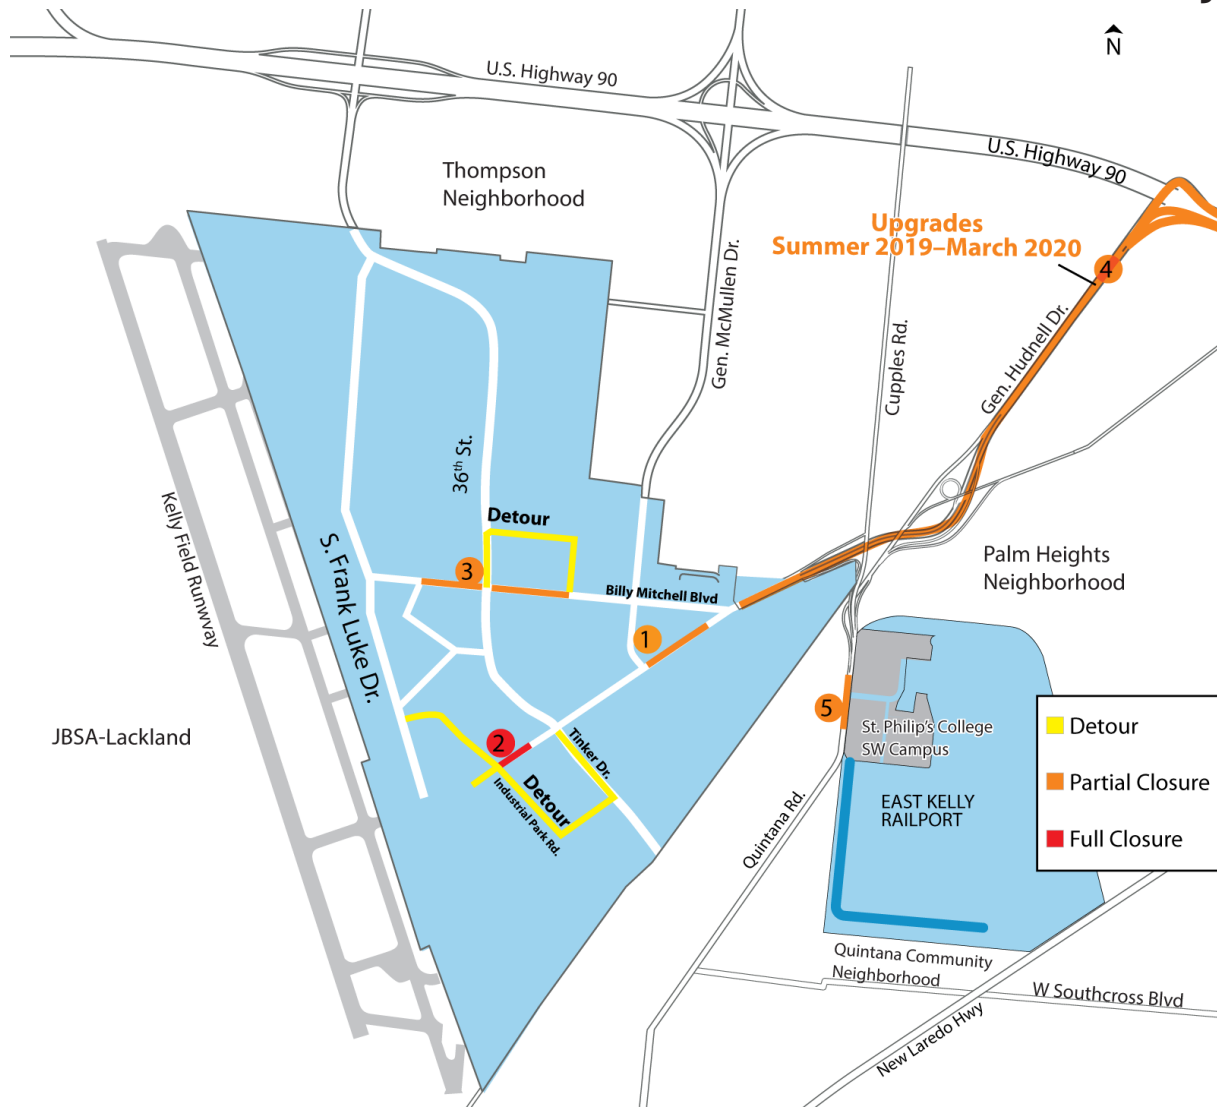 N
U.S. Highway 90
U.S. Highway 90
Thompson
Neighborhood
Upgrades
Summer 2019–March 2020
4
Gen. McMullen Dr.
Cupples Rd.
Gen. Hudnell Dr.
36th St.
Kelly Field Runway
S. Frank Luke Dr.
Detour
3
Billy Mitchell Blvd
1
Palm Heights
Neighborhood
5
St. Philip's College
SW Campus
JBSA-Lackland
2
Tinker Dr.
Detour
Industrial Park Rd.
EAST KELLY
RAILPORT
Quintana Rd.
Detour
Partial Closure
Full Closure
Quintana Community
Neighborhood
W Southcross Blvd
New Laredo Hwy